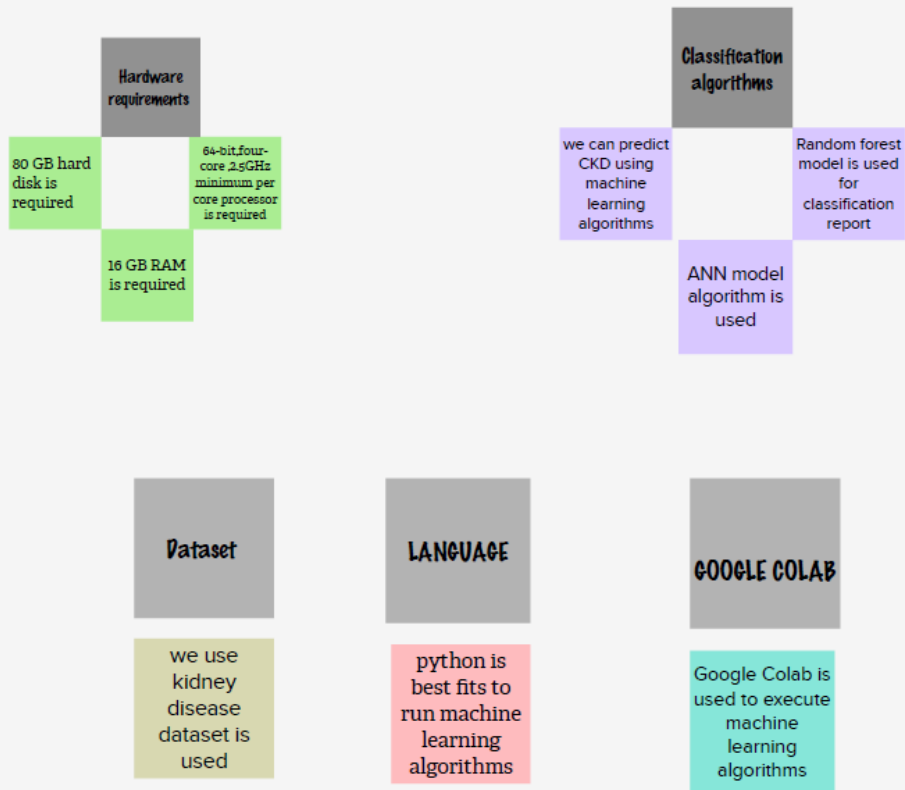 Hardware
requirements
80 GB hard
disk is
required
64-bit,four-
core ,2.5GHz
minimum per
core processor
is required
16 GB RAM
is required
Classification
algorithms
we can predict
CKD using
machine
learning
algorithms
Random forest
model is used
for
classification
report
ANN model
algorithm is
used
Dataset
we use
kidney
disease
dataset is
used
LANGUAGE
python is
best fits to
run machine
learning
algorithms
GOOGLE COLAB
Google Colab is
used to execute
machine
learning
algorithms